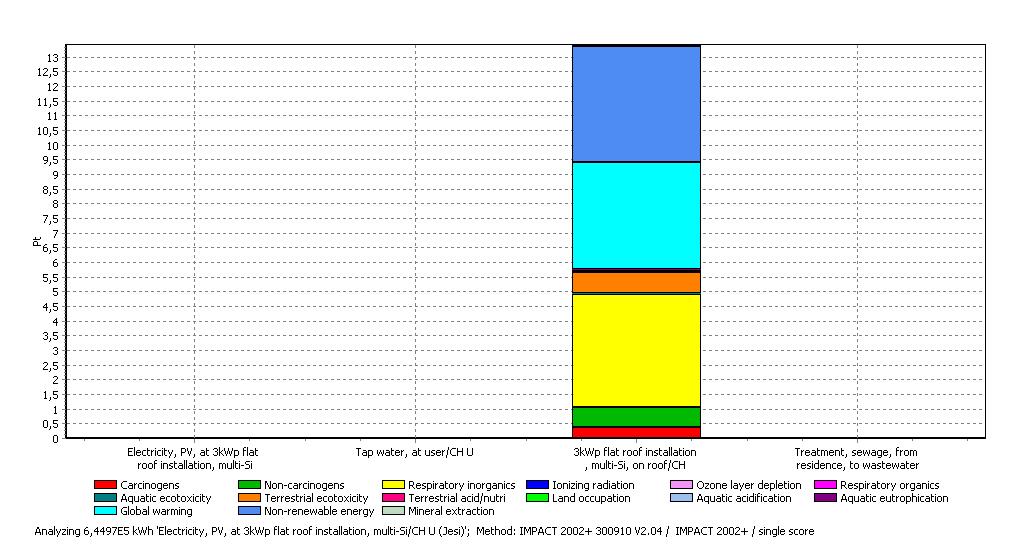 13
12,5
12
11,5
11
10,5
10
9,5
9
8,5
8
7,5
7
6,5
6
5,5
5
4,5
4
3,5
3
2,5
2
1,5
1
0,5
0
Pt
Electricity, PV, at 3kWp flat
roof installation, multi-Si
Tap water, at user/CH U
3kWp flat roof installation
, multi-Si, on roof/CH
Treatment, sewage, from
residence, to wastewater
Carcinogens
Non-carcinogens
Respiratory inorganics
Ionizing radiation
Ozone layer depletion
Respiratory organics
Aquatic ecotoxicity
Terrestrial ecotoxicity
Terrestrial acid/nutri
Land occupation
Aquatic acidification
Aquatic eutrophication
Global warming
Non-renewable energy
Mineral extraction
Analyzing 6,4497E5 kWh 'Electricity, PV, at 3kWp flat roof installation, multi-Si/CH U (Jesi)'; Method: IMPACT 2002+ 300910 V2.04 / IMPACT 2002+ / single score